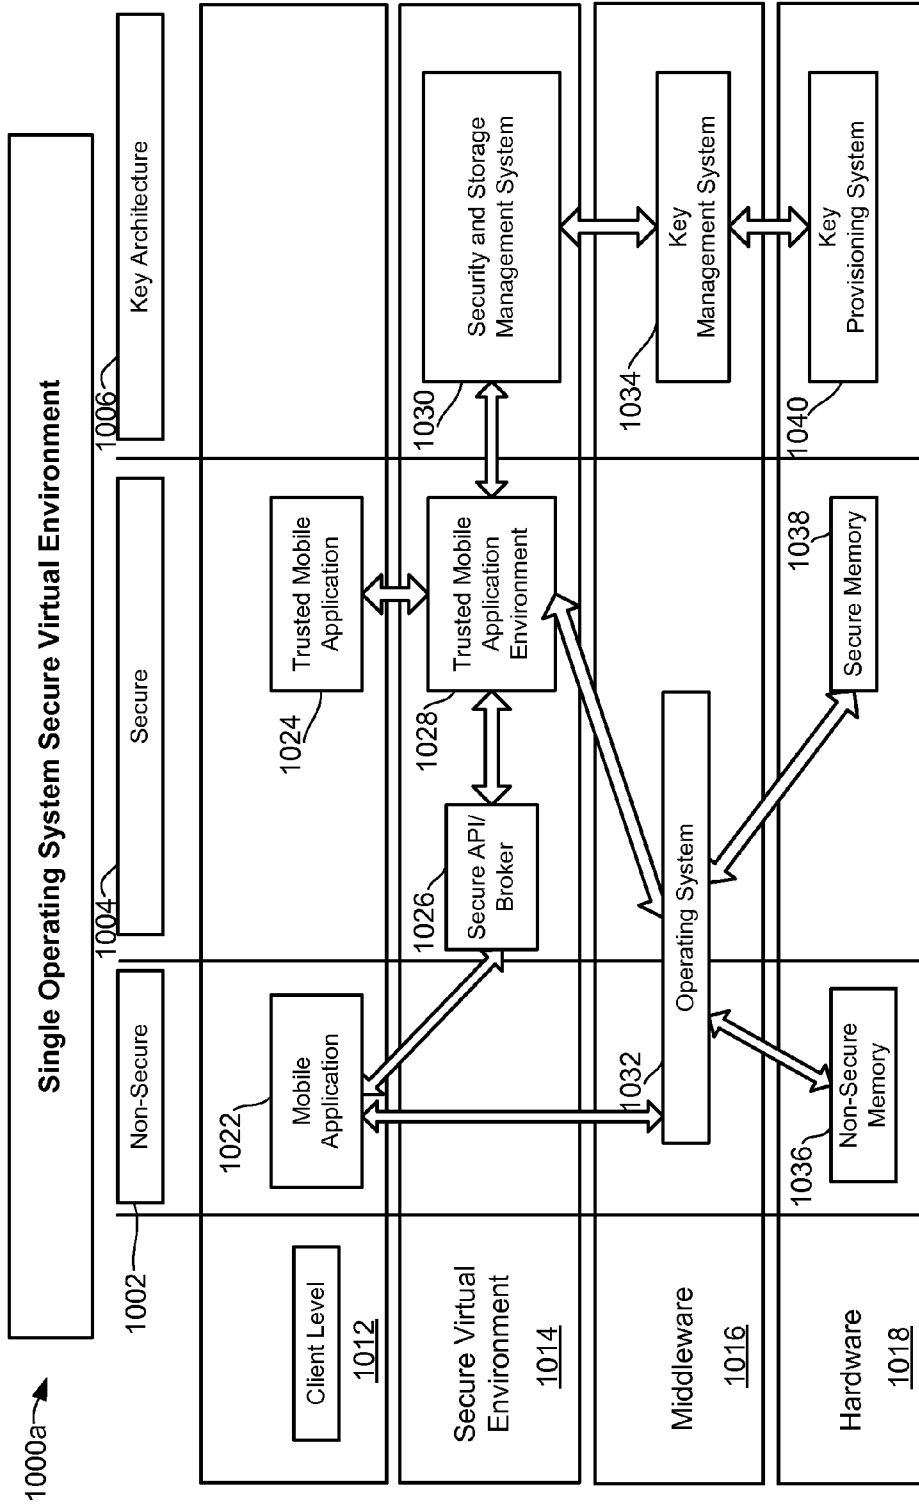 1000a
Single Operating System Secure Virtual Environment
1002
Non-Secure
1004
Secure
1006
Key Architecture
Client Level
1012
1022
Mobile
Application
1024
Trusted Mobile
Application
Secure Virtual
Environment
1014
1026
Secure API/
Broker
1028
Trusted Mobile
Application
Environment
1030
Security and Storage
Management System
Middleware
1016
1032
Operating System
1034
Key
Management System
Hardware
1018
1036
Non-Secure
Memory
1038
Secure Memory
1040
Key
Provisioning System